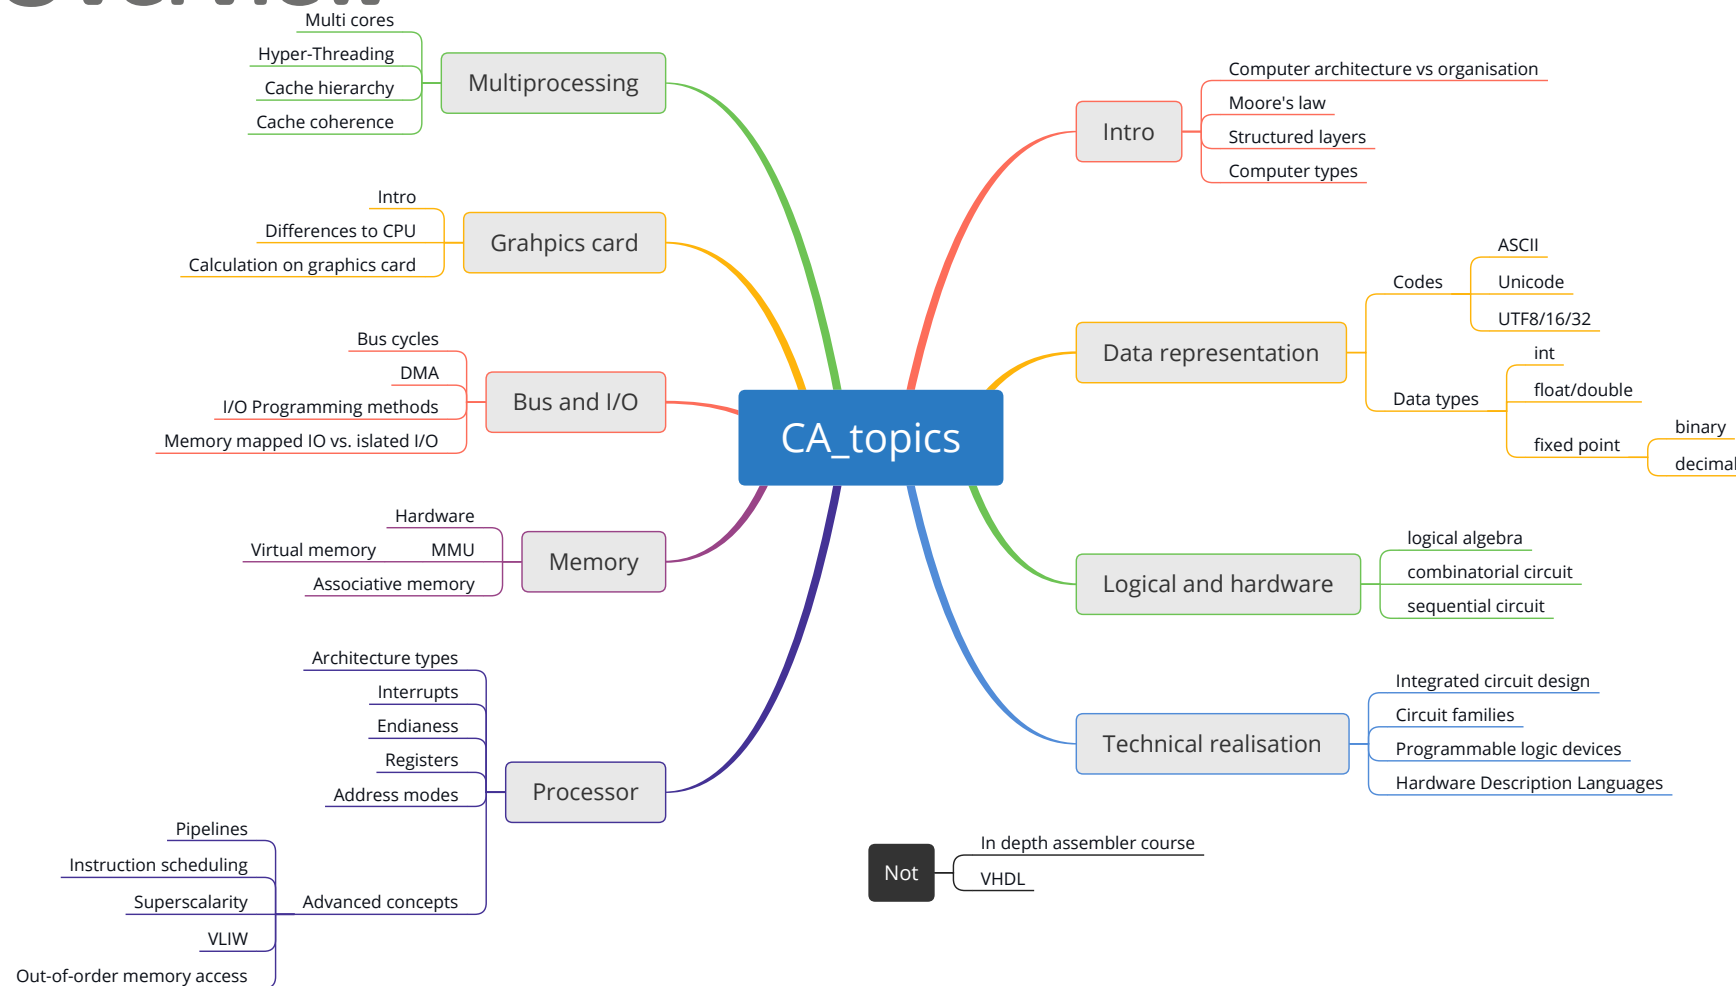 Overview
Multi cores
Hyper-Threading
Cache hierarchy
Cache coherence
Multiprocessing
Intro
Differences to CPU
Calculation on graphics card
Grahpics card
Bus cycles
DMA
I/O Programming methods
Memory mapped IO vs. islated I/O
Bus and I/O
Hardware
Virtual memory MMU
Associative memory
Memory
Architecture types
Interrupts
Endianess
Registers
Address modes
Processor
Pipelines
Instruction scheduling
Superscalarity
VLIW
Out-of-order memory access
Advanced concepts
CA_topics
Intro
Computer architecture vs organisation
Moore's law
Structured layers
Computer types
Data representation
Codes
ASCII
Unicode
UTF8/16/32
Data types
int
float/double
fixed point
binary
decimal
Logical and hardware
logical algebra
combinatorial circuit
sequential circuit
Technical realisation
Integrated circuit design
Circuit families
Programmable logic devices
Hardware Description Languages
Not
In depth assembler course
VHDL